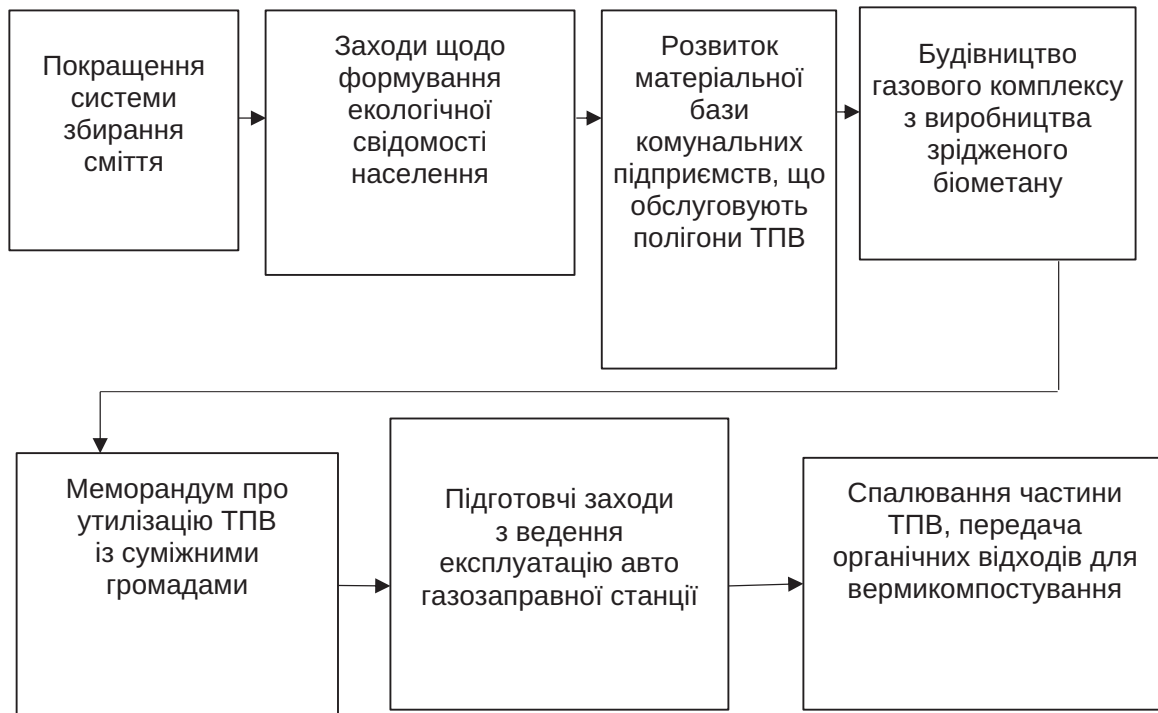 Покращення
системи
збирання
сміття
Заходи щодо
формування
екологічної
свідомості
населення
Розвиток
матеріальної
бази
комунальних
підприємств, що
обслуговують
полігони ТПВ
Будівництво
газового комплексу
з виробництва
зрідженого
біометану
Меморандум про
утилізацію ТПВ
із суміжними
громадами
Підготовчі заходи
з ведення
експлуатацію авто
газозаправної станції
Спалювання частини
ТПВ, передача
органічних відходів для
вермикомпостування